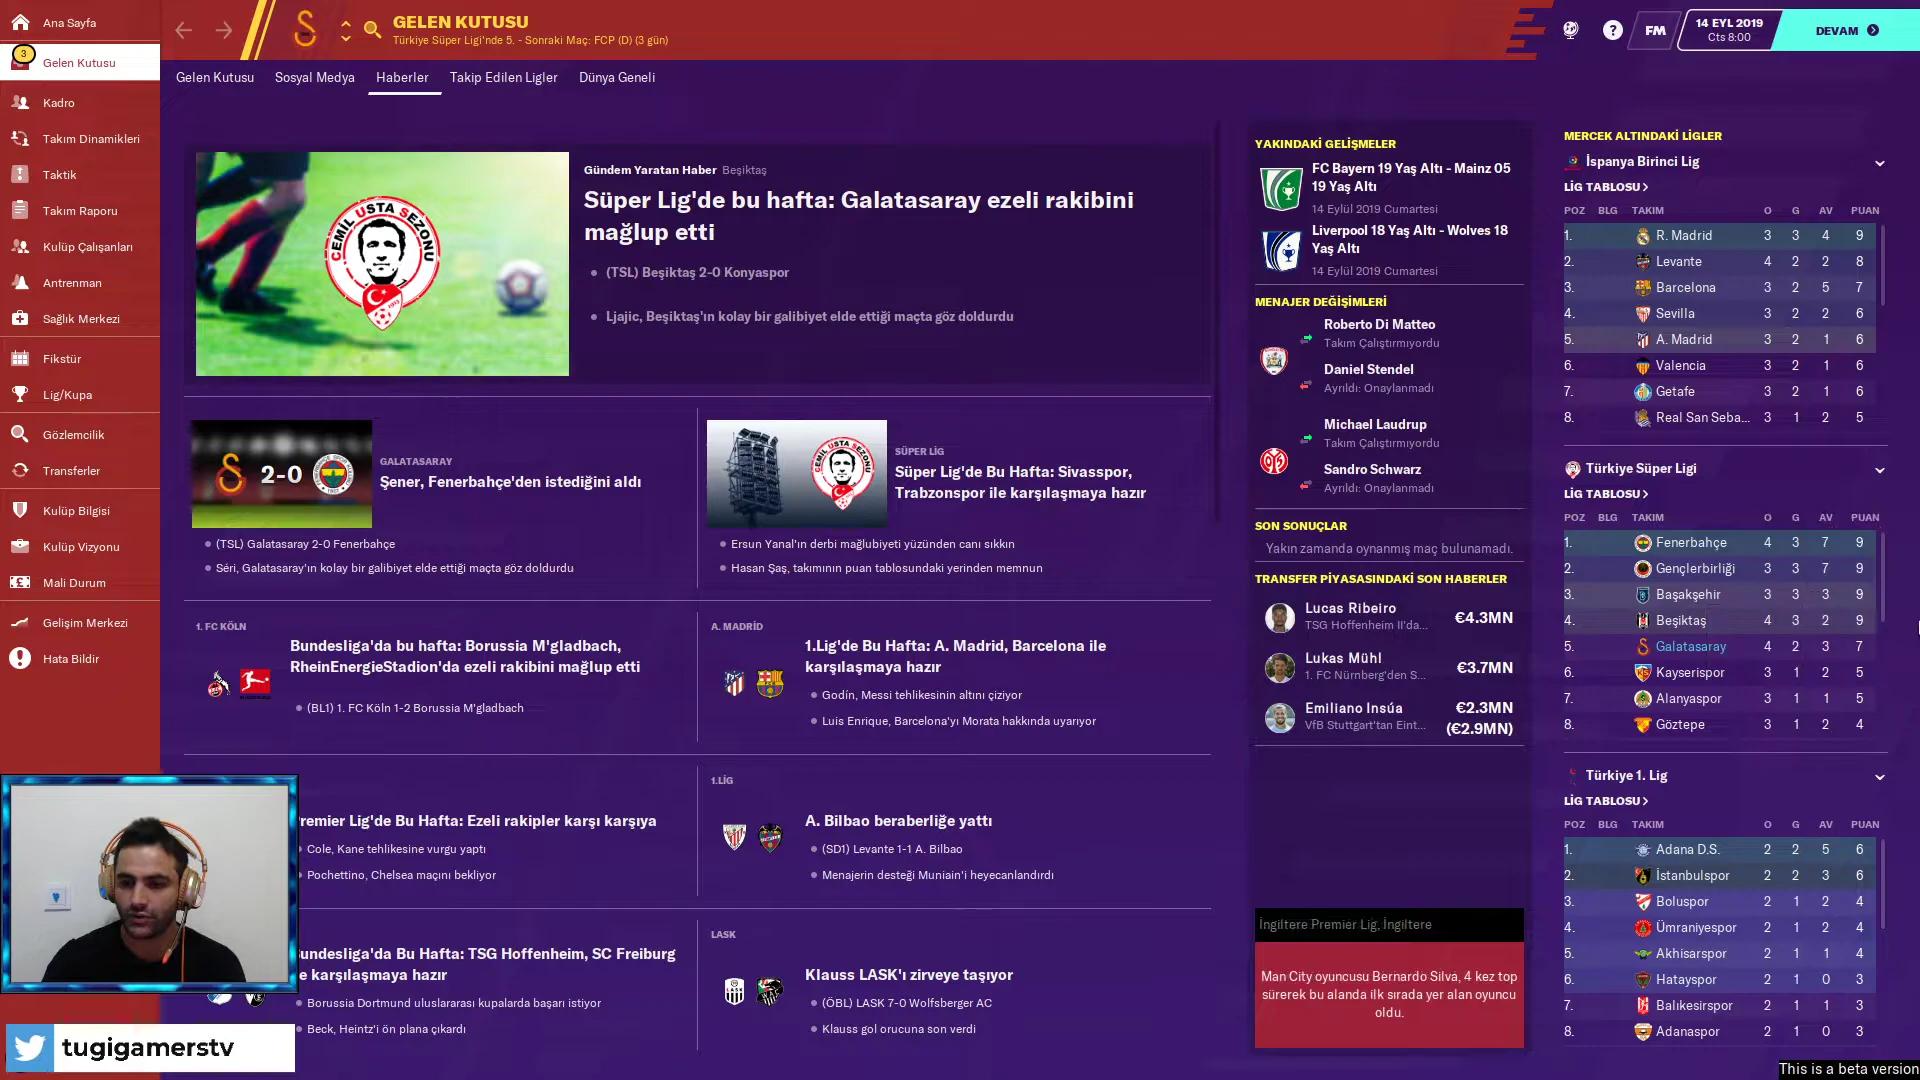 Ana Sayfa
3
Gelen Kutusu
Kadro
Takım Dinamikleri
Taktik
Takım Raporu
Kulüp Çalışanları
Antrenman
Sağlık Merkezi
Fikstür
Lig/Kupa
Gözlemcilik
Transferler
Kulüp Bilgisi
Kulüp Vizyonu
Mali Durum
Gelişim Merkezi
Hata Bildir
GELEN KUTUSU
Türkiye Süper Ligi'nde 5. - Sonraki Maç: FCP (D) (3 gün)
FM
14 EYL 2019
Cts 8:00
DEVAM
Gelen Kutusu
Sosyal Medya
Haberler
Takip Edilen Ligler
Dünya Geneli
CEMİL USTA SEZONU
Gündem Yaratan Haber Beşiktaş
Süper Lig'de bu hafta: Galatasaray ezeli rakibini
mağlup etti
(TSL) Beşiktaş 2-0 Konyaspor
Ljajic, Beşiktaş'ın kolay bir galibiyet elde ettiği maçta göz doldurdu
2-0
GALATASARAY
Şener, Fenerbahçe'den istediğini aldı
(TSL) Galatasaray 2-0 Fenerbahçe
Séri, Galatasaray'ın kolay bir galibiyet elde ettiği maçta göz doldurdu
CEMİL USTA SEZONU
SÜPER LİG
Süper Lig'de Bu Hafta: Sivasspor,
Trabzonspor ile karşılaşmaya hazır
Ersun Yanal'ın derbi mağlubiyeti yüzünden canı sıkkın
Hasan Şaş, takımının puan tablosundaki yerinden memnun
1. FC KÖLN
Bundesliga'da bu hafta: Borussia M'gladbach,
RheinEnergieStadion'da ezeli rakibini mağlup etti
(BL1) 1. FC Köln 1-2 Borussia M'gladbach
A. MADRİD
1.Lig'de Bu Hafta: A. Madrid, Barcelona ile
karşılaşmaya hazır
Godín, Messi tehlikesinin altını çiziyor
Luis Enrique, Barcelona'yı Morata hakkında uyarıyor
Premier Lig'de Bu Hafta: Ezeli rakipler karşı karşıya
Cole, Kane tehlikesine vurgu yaptı
Pochettino, Chelsea maçını bekliyor
1.LİG
A. Bilbao beraberliğe yattı
(SD1) Levante 1-1 A. Bilbao
Menajerin desteği Muniain'i heyecanlandırdı
Bundesliga'da Bu Hafta: TSG Hoffenheim, SC Freiburg
ile karşılaşmaya hazır
Borussia Dortmund uluslararası kupalarda başarı istiyor
Beck, Heintz'i ön plana çıkardı
LASK
Klauss LASK'ı zirveye taşıyor
(ÖBL) LASK 7-0 Wolfsberger AC
Klauss gol orucuna son verdi
YAKINDAKİ GELİŞMELER
FC Bayern 19 Yaş Altı - Mainz 05
19 Yaş Altı
14 Eylül 2019 Cumartesi
Liverpool 18 Yaş Altı - Wolves 18
Yaş Altı
14 Eylül 2019 Cumartesi
MENAJER DEĞİŞİMLERİ
Roberto Di Matteo
Takım Çalıştırmıyordu
Daniel Stendel
Ayrıldı: Onaylanmadı
Michael Laudrup
Takım Çalıştırmıyordu
Sandro Schwarz
Ayrıldı: Onaylanmadı
SON SONUÇLAR
Yakın zamanda oynanmış maç bulunamadı.
TRANSFER PİYASASINDAKİ SON HABERLER
Lucas Ribeiro €4.3MN
TSG Hoffenheim II'da...
Lukas Mühl €3.7MN
1. FC Nürnberg'den S...
Emiliano Insúa €2.3MN
VfB Stuttgart'tan Eint... (€2.9MN)
İngiltere Premier Lig, İngiltere
Man City oyuncusu Bernardo Silva, 4 kez top
sürerek bu alanda ilk sırada yer alan oyuncu
oldu.
MERCEK ALTINDAKİ LİGLER
İspanya Birinci Lig
LİG TABLOSU
POZ BLG TAKIM O G AV PUAN
1. R. Madrid 3 3 4 9
2. Levante 4 2 2 8
3. Barcelona 3 2 5 7
4. Sevilla 3 2 2 6
5. A. Madrid 3 2 1 6
6. Valencia 3 2 1 6
7. Getafe 3 2 1 6
8. Real San Seba... 3 1 2 5
Türkiye Süper Ligi
LİG TABLOSU
POZ BLG TAKIM O G AV PUAN
1. Fenerbahçe 4 3 7 9
2. Gençlerbirliği 3 3 7 9
3. Başakşehir 3 3 3 9
4. Beşiktaş 4 3 2 9
5. Galatasaray 4 2 3 7
6. Kayserispor 3 1 2 5
7. Alanyaspor 3 1 1 5
8. Göztepe 3 1 2 4
Türkiye 1. Lig
LİG TABLOSU
POZ BLG TAKIM O G AV PUAN
1. Adana D.S. 2 2 5 6
2. İstanbulspor 2 2 3 6
3. Boluspor 2 1 2 4
4. Ümraniyespor 2 1 2 4
5. Akhisarspor 2 1 1 4
6. Hatayspor 2 1 0 3
7. Balıkesirspor 2 1 1 3
8. Adanaspor 2 1 0 3
tugigamerstv
This is a beta version